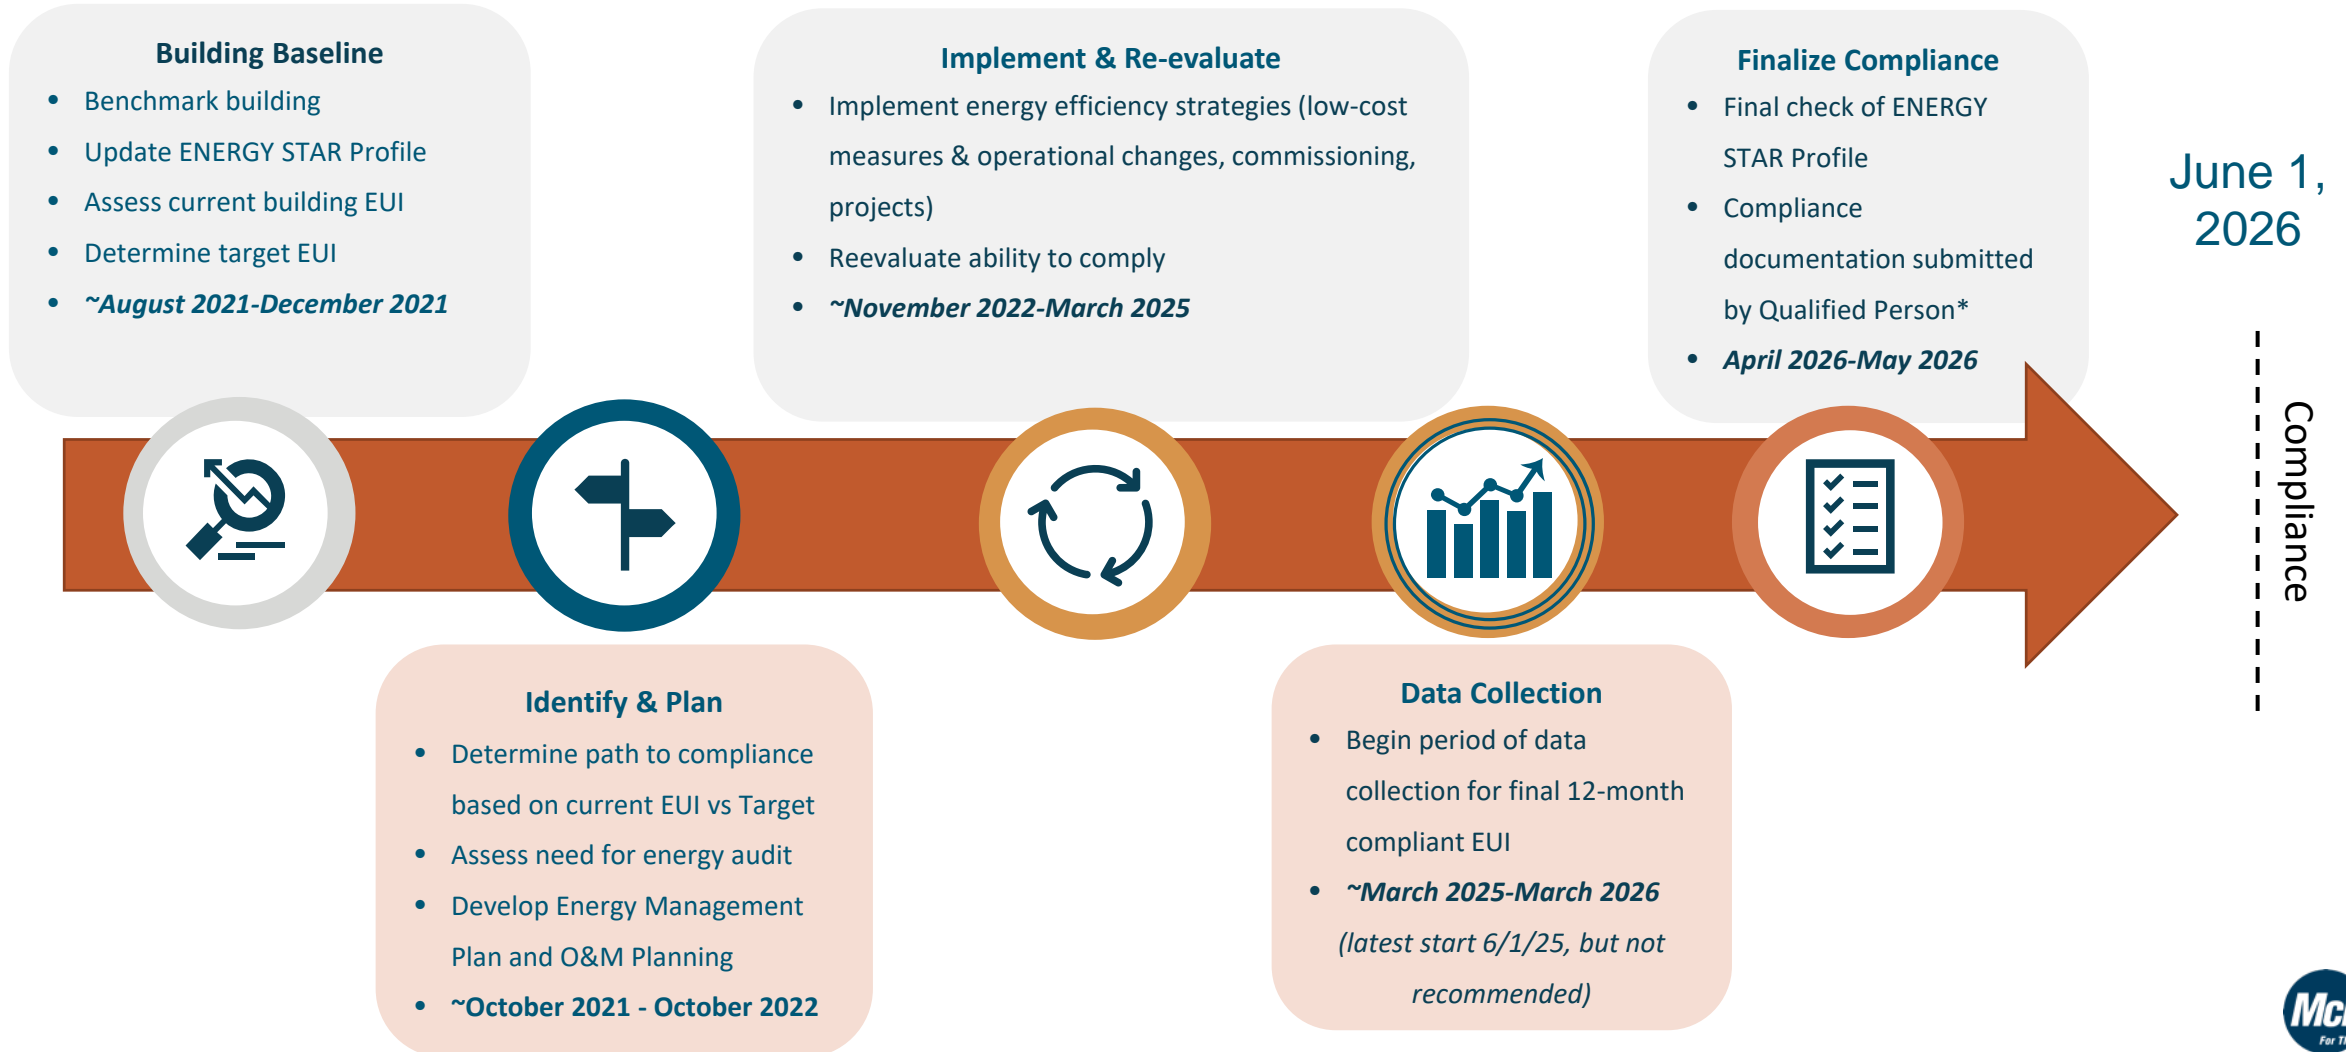 Building Baseline
• Benchmark building
• Update ENERGY STAR Profile
• Assess current building EUI
• Determine target EUI
• ~August 2021-December 2021
Implement & Re-evaluate
• Implement energy efficiency strategies (low-cost
measures & operational changes, commissioning,
projects)
• Reevaluate ability to comply
• ~November 2022-March 2025
Finalize Compliance
• Final check of ENERGY
STAR Profile
• Compliance
documentation submitted
by Qualified Person*
• April 2026-May 2026
June 1,
2026
Compliance
Identify & Plan
• Determine path to compliance
based on current EUI vs Target
• Assess need for energy audit
• Develop Energy Management
Plan and O&M Planning
• ~October 2021 - October 2022
Data Collection
• Begin period of data
collection for final 12-month
compliant EUI
• ~March 2025-March 2026
(latest start 6/1/25, but not
recommended)
For